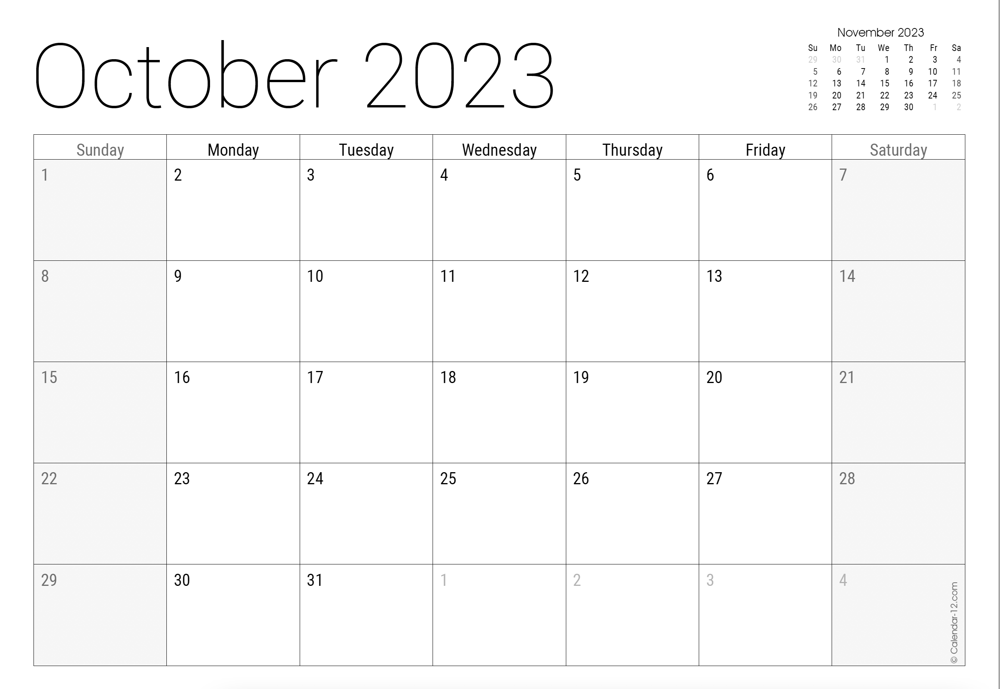 October 2023
November 2023
Su Mo Tu We Th Fr Sa
29 30 31 1 2 3 4
5 6 7 8 9 10 11
12 13 14 15 16 17 18
19 20 21 22 23 24 25
26 27 28 29 30 1 2
Sunday Monday Tuesday Wednesday Thursday Friday Saturday
1 2 3 4 5 6 7
8 9 10 11 12 13 14
15 16 17 18 19 20 21
22 23 24 25 26 27 28
29 30 31 1 2 3 4
© Calendar-12.com